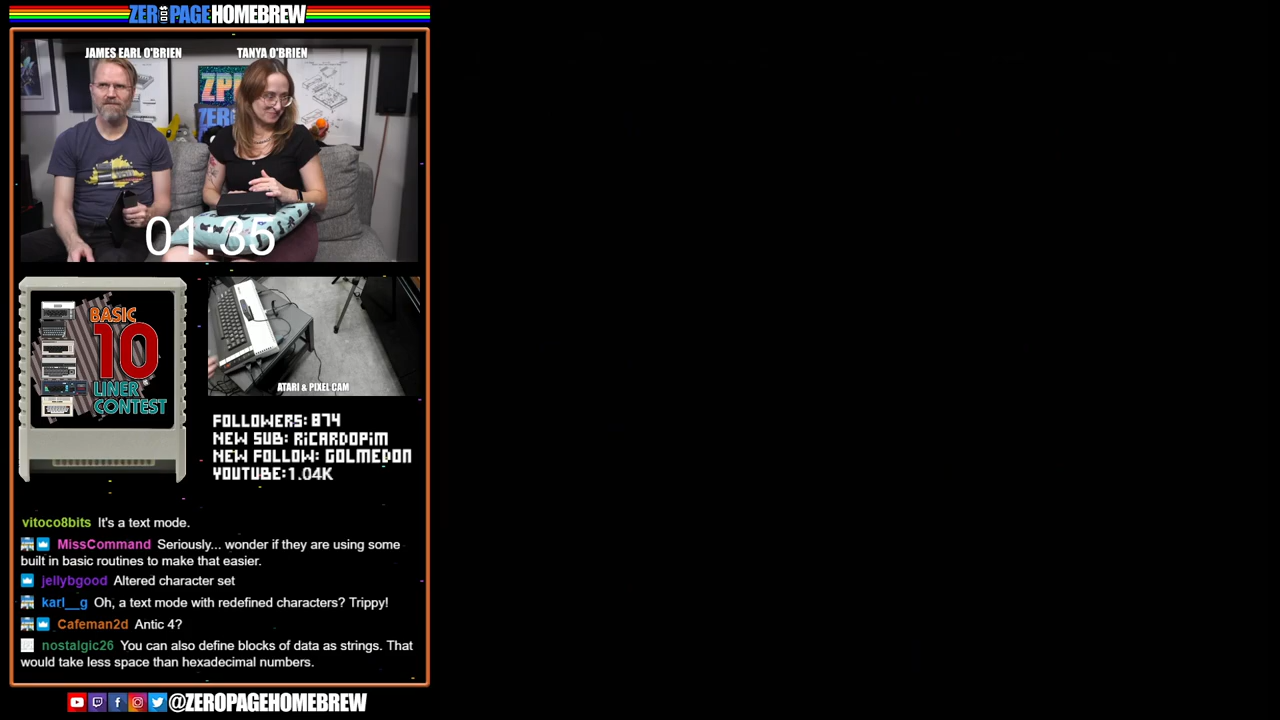 ZER PAGE HOMEBREW
JAMES EARL O'BRIEN
TANYA O'BRIEN
ZP
ZERO
01:35
BASIC
10
LINER
CONTEST
ATARI & PIXEL CAM
FOLLOWERS: 874
NEW SUB: RICARDOPIM
NEW FOLLOW: GOLMEDON
YOUTUBE:1.04K
vitoco8bits It's a text mode.
MissCommand Seriously... wonder if they are using some
built in basic routines to make that easier.
jellybgood Altered character set
karl__g Oh, a text mode with redefined characters? Trippy!
Cafeman2d Antic 4?
nostalgic26 You can also define blocks of data as strings. That
would take less space than hexadecimal numbers.
@ZEROPAGEHOMEBREW